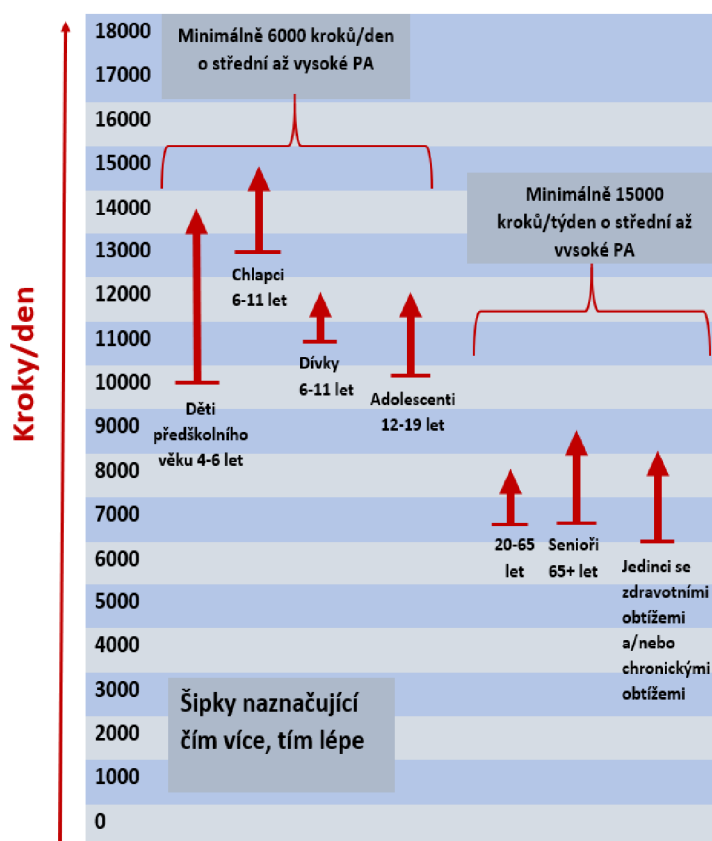 Kroky/den
18000
17000
16000
15000
14000
13000
12000
11000
10000
9000
8000
7000
6000
5000
4000
3000
2000
1000
0
Minimálně 6000 kroků/den
o střední až vysoké PA
Minimálně 15000
kroků/týden o střední až
vvsoké PA
Chlapci
6-11 let
Dívky
6-11 let
Adolescenti
12-19 let
Děti
předškolního
věku 4-6 let
20-65
let
Senioři
65+ let
Jedinci se
zdravotními
obtížemi
a/nebo
chronickými
obtížemi
Šipky naznačující
čím více, tím lépe